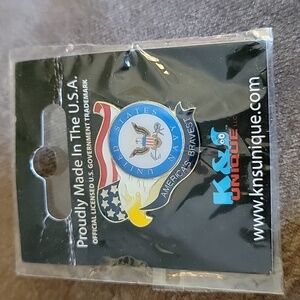 Proudly Made In The U.S.A.
OFFICIAL LICENSED U.S. GOVERNMENT TRADEMARK
UNITED STATES NAVY
AMERICA'S BRAVEST
K&S
UNIQUE
www.knsunique.com